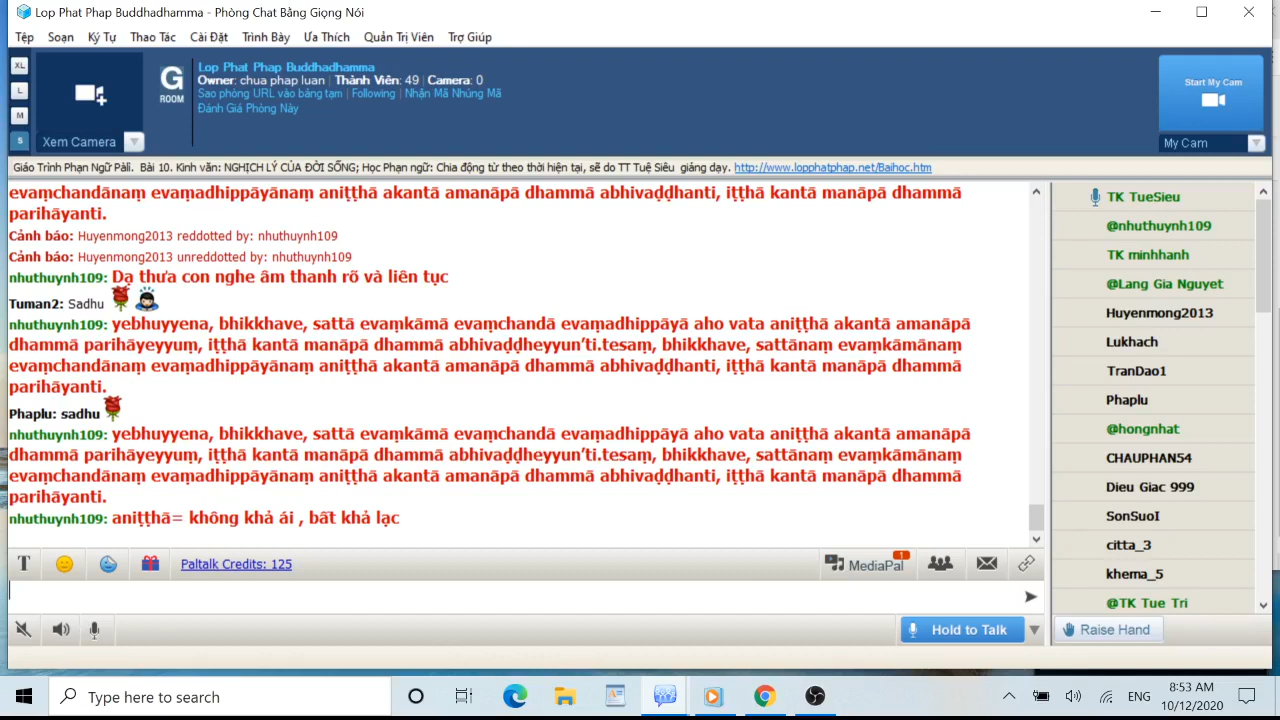 Lop Phat Phap Buddhadhamma - Phòng Chat Bằng Giọng Nói
Tệp Soạn Ký Tự Thao Tác Cài Đặt Trình Bày Ưa Thích Quản Trị Viên Trợ Giúp
XL
L
M
S
Xem Camera
G
ROOM
Lop Phat Phap Buddhadhamma
Owner: chua phap luan | Thành Viên: 49 | Camera: 0
Sao phòng URL vào bảng tạm | Following | Nhận Mã Nhúng Mã
Đánh Giá Phòng Này
Start My Cam
My Cam
Giáo Trình Phạn Ngữ Pàli. Bài 10. Kinh văn: NGHỊCH LÝ CỦA ĐỜI SỐNG; Học Phạn ngữ: Chia động từ theo thời hiện tại, sẽ do TT Tuệ Siêu giảng dạy. http://www.lopphatphap.net/Baihoc.htm
evaṃchandānaṃ evaṃadhippāyānaṃ aniṭṭhā akantā amanāpā dhammā abhivaḍḍhanti, iṭṭhā kantā manāpā dhammā
parihāyanti.
Cảnh báo: Huyenmong2013 reddotted by: nhuthuynh109
Cảnh báo: Huyenmong2013 unreddotted by: nhuthuynh109
nhuthuynh109: Dạ thưa con nghe âm thanh rõ và liên tục
Tuman2: Sadhu
nhuthuynh109: yebhuyyena, bhikkhave, sattā evaṃkāmā evaṃchandā evaṃadhippāyā aho vata aniṭṭhā akantā amanāpā
dhammā parihāyeyyuṃ, iṭṭhā kantā manāpā dhammā abhivaḍḍheyyun’ti.tesaṃ, bhikkhave, sattānaṃ evaṃkāmānaṃ
evaṃchandānaṃ evaṃadhippāyānaṃ aniṭṭhā akantā amanāpā dhammā abhivaḍḍhanti, iṭṭhā kantā manāpā dhammā
parihāyanti.
Phaplu: sadhu
nhuthuynh109: yebhuyyena, bhikkhave, sattā evaṃkāmā evaṃchandā evaṃadhippāyā aho vata aniṭṭhā akantā amanāpā
dhammā parihāyeyyuṃ, iṭṭhā kantā manāpā dhammā abhivaḍḍheyyun’ti.tesaṃ, bhikkhave, sattānaṃ evaṃkāmānaṃ
evaṃchandānaṃ evaṃadhippāyānaṃ aniṭṭhā akantā amanāpā dhammā abhivaḍḍhanti, iṭṭhā kantā manāpā dhammā
parihāyanti.
nhuthuynh109: aniṭṭhā= không khả ái , bất khả lạc
TK TueSieu
@nhuthuynh109
TK minhhanh
@Lang Gia Nguyet
Huyenmong2013
Lukhach
TranDao1
Phaplu
@hongnhat
CHAUPHAN54
Dieu Giac 999
SonSuoI
citta_3
khema_5
@TK Tue Tri
T
Paltalk Credits: 125
MediaPal
1
Hold to Talk
Raise Hand
Type here to search
ENG
8:53 AM
10/12/2020